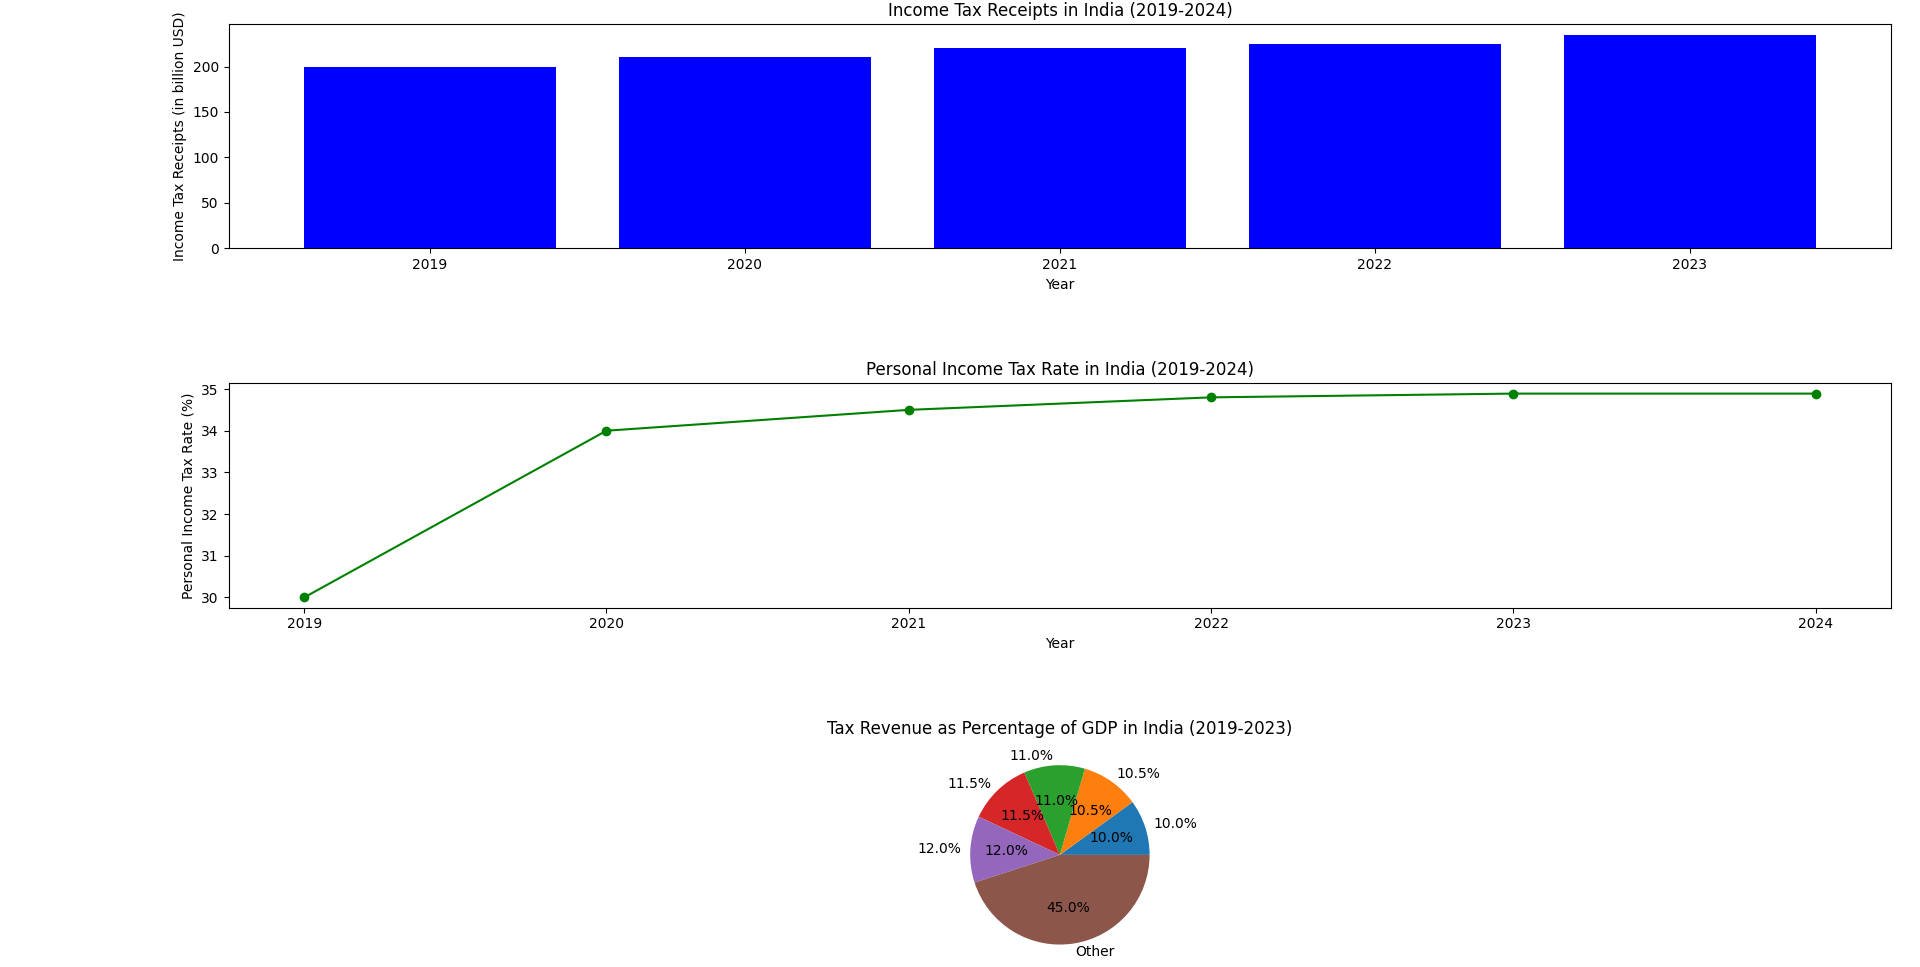 Income Tax Receipts in India (2019-2024)
Income Tax Receipts (in billion USD)
200
150
100
50
0
2019 2020 2021 2022 2023
Year
Personal Income Tax Rate in India (2019-2024)
Personal Income Tax Rate (%)
35
34
33
32
31
30
2019 2020 2021 2022 2023 2024
Year
Tax Revenue as Percentage of GDP in India (2019-2023)
11.0%
10.5%
11.5%
11.0%
10.5%
11.5%
10.0%
10.0%
12.0%
12.0%
45.0%
Other